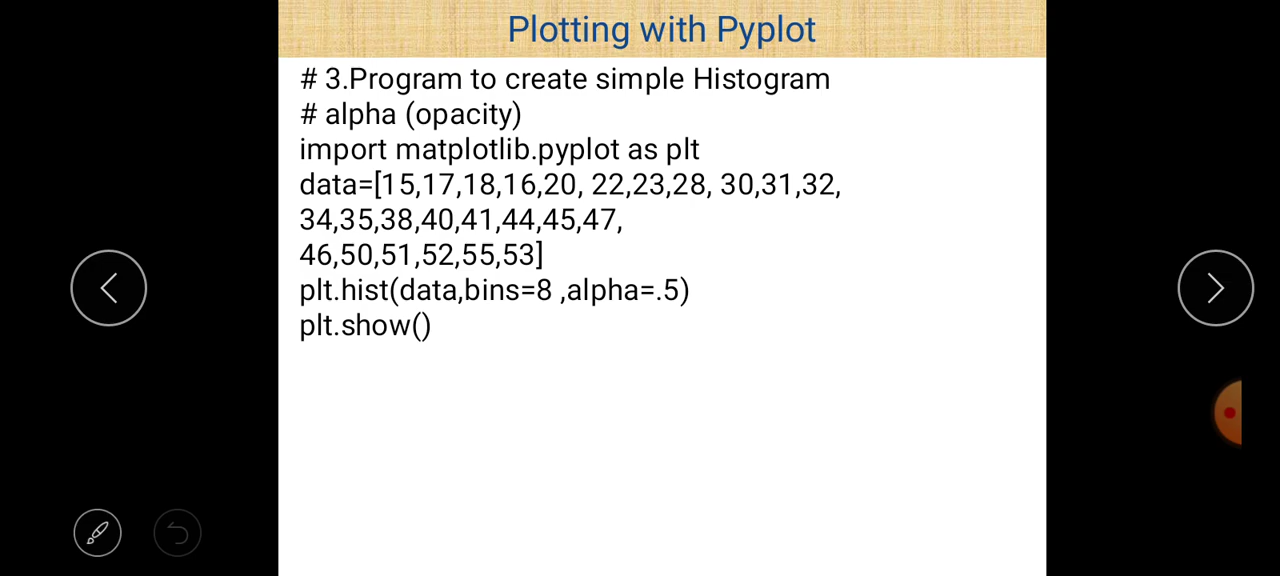 Plotting with Pyplot
# 3.Program to create simple Histogram
# alpha (opacity)
import matplotlib.pyplot as plt
data=[15,17,18,16,20, 22,23,28, 30,31,32,
34,35,38,40,41,44,45,47,
46,50,51,52,55,53]
plt.hist(data,bins=8 ,alpha=.5)
plt.show()